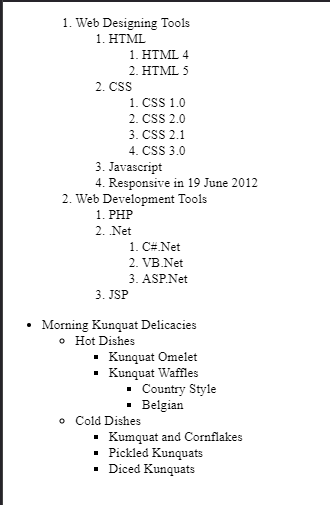 1. Web Designing Tools
1. HTML
1. HTML 4
2. HTML 5
2. CSS
1. CSS 1.0
2. CSS 2.0
3. CSS 2.1
4. CSS 3.0
3. Javascript
4. Responsive in 19 June 2012
2. Web Development Tools
1. PHP
2. .Net
1. C#.Net
2. VB.Net
3. ASP.Net
3. JSP
• Morning Kunquat Delicacies
◦ Hot Dishes
▪ Kunquat Omelet
▪ Kunquat Waffles
▪ Country Style
▪ Belgian
◦ Cold Dishes
▪ Kumquat and Cornflakes
▪ Pickled Kunquats
▪ Diced Kunquats